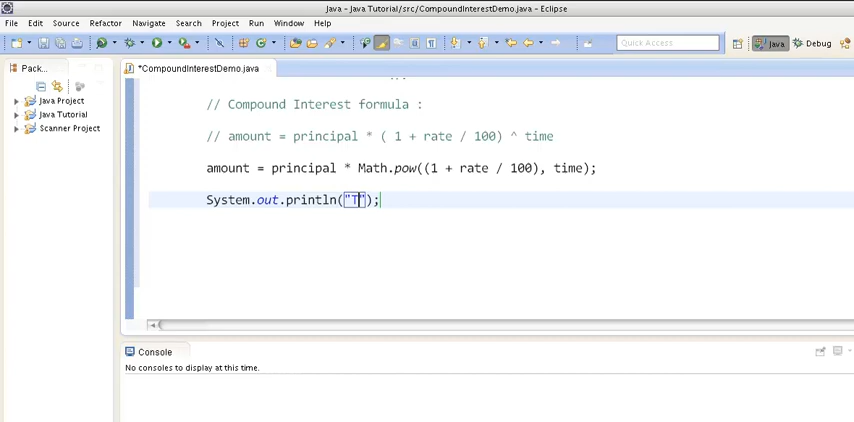 Java - Java Tutorial/src/CompoundInterestDemo.java - Eclipse
File Edit Source Refactor Navigate Search Project Run Window Help
Quick Access Java Debug
Pack... *CompoundInterestDemo.java
Java Project
Java Tutorial
Scanner Project
// Compound Interest formula :
// amount = principal * ( 1 + rate / 100) ^ time
amount = principal * Math.pow((1 + rate / 100), time);
System.out.println("T");
Console
No consoles to display at this time.